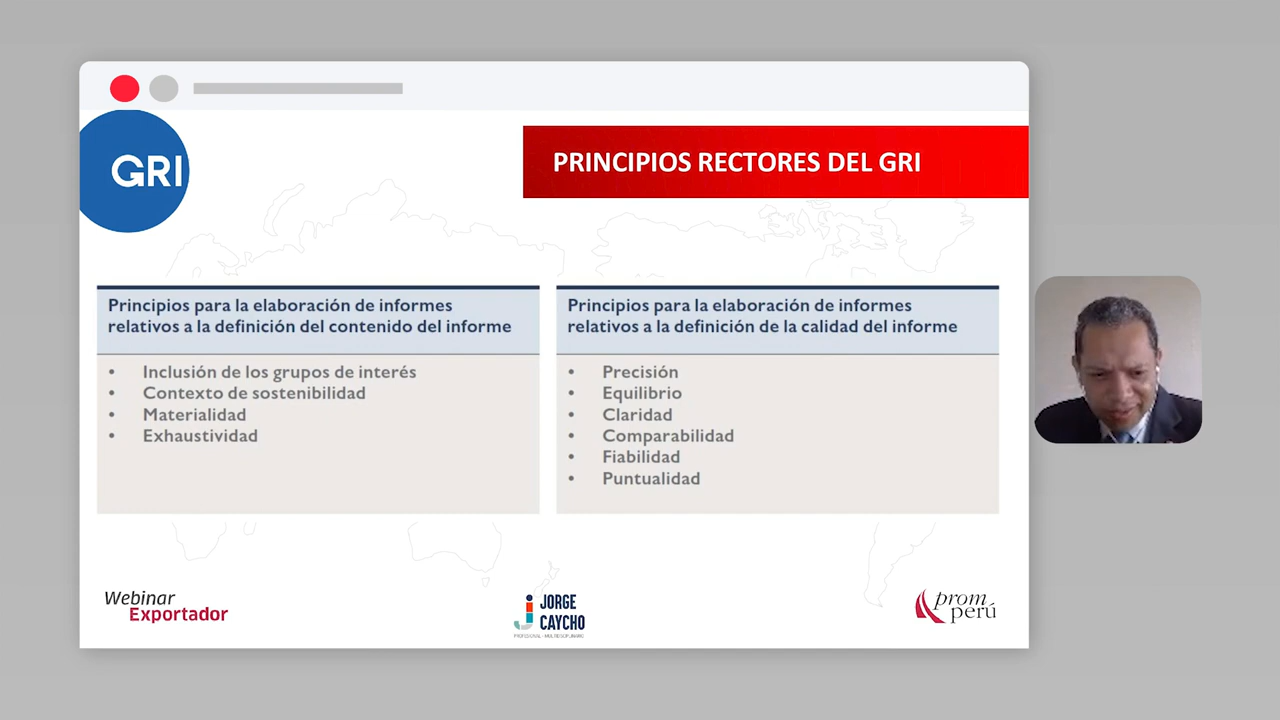 GRI
PRINCIPIOS RECTORES DEL GRI
Principios para la elaboración de informes
relativos a la definición del contenido del informe
• Inclusión de los grupos de interés
• Contexto de sostenibilidad
• Materialidad
• Exhaustividad
Principios para la elaboración de informes
relativos a la definición de la calidad del informe
• Precisión
• Equilibrio
• Claridad
• Comparabilidad
• Fiabilidad
• Puntualidad
Webinar
Exportador
JORGE
CAYCHO
PROFESIONAL - MULTIDISCIPLINARIO
prom
perú